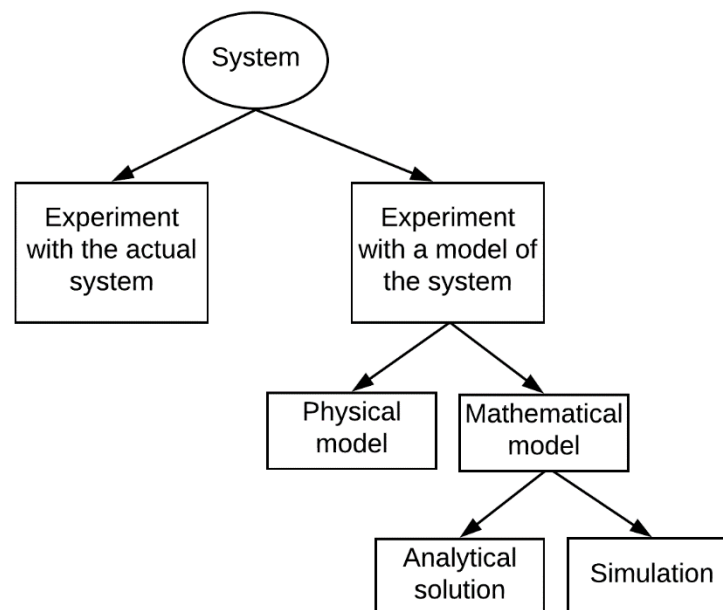 System
Experiment
with the actual
system
Experiment
with a model of
the system
Physical
model
Mathematical
model
Analytical
solution
Simulation